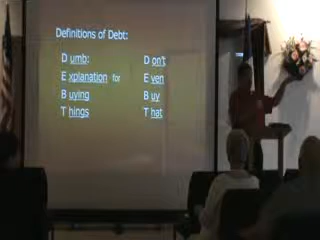 Definitions of Debt:
D umb: D on't
E xplanation for E ven
B uying B uy
T hings T hat